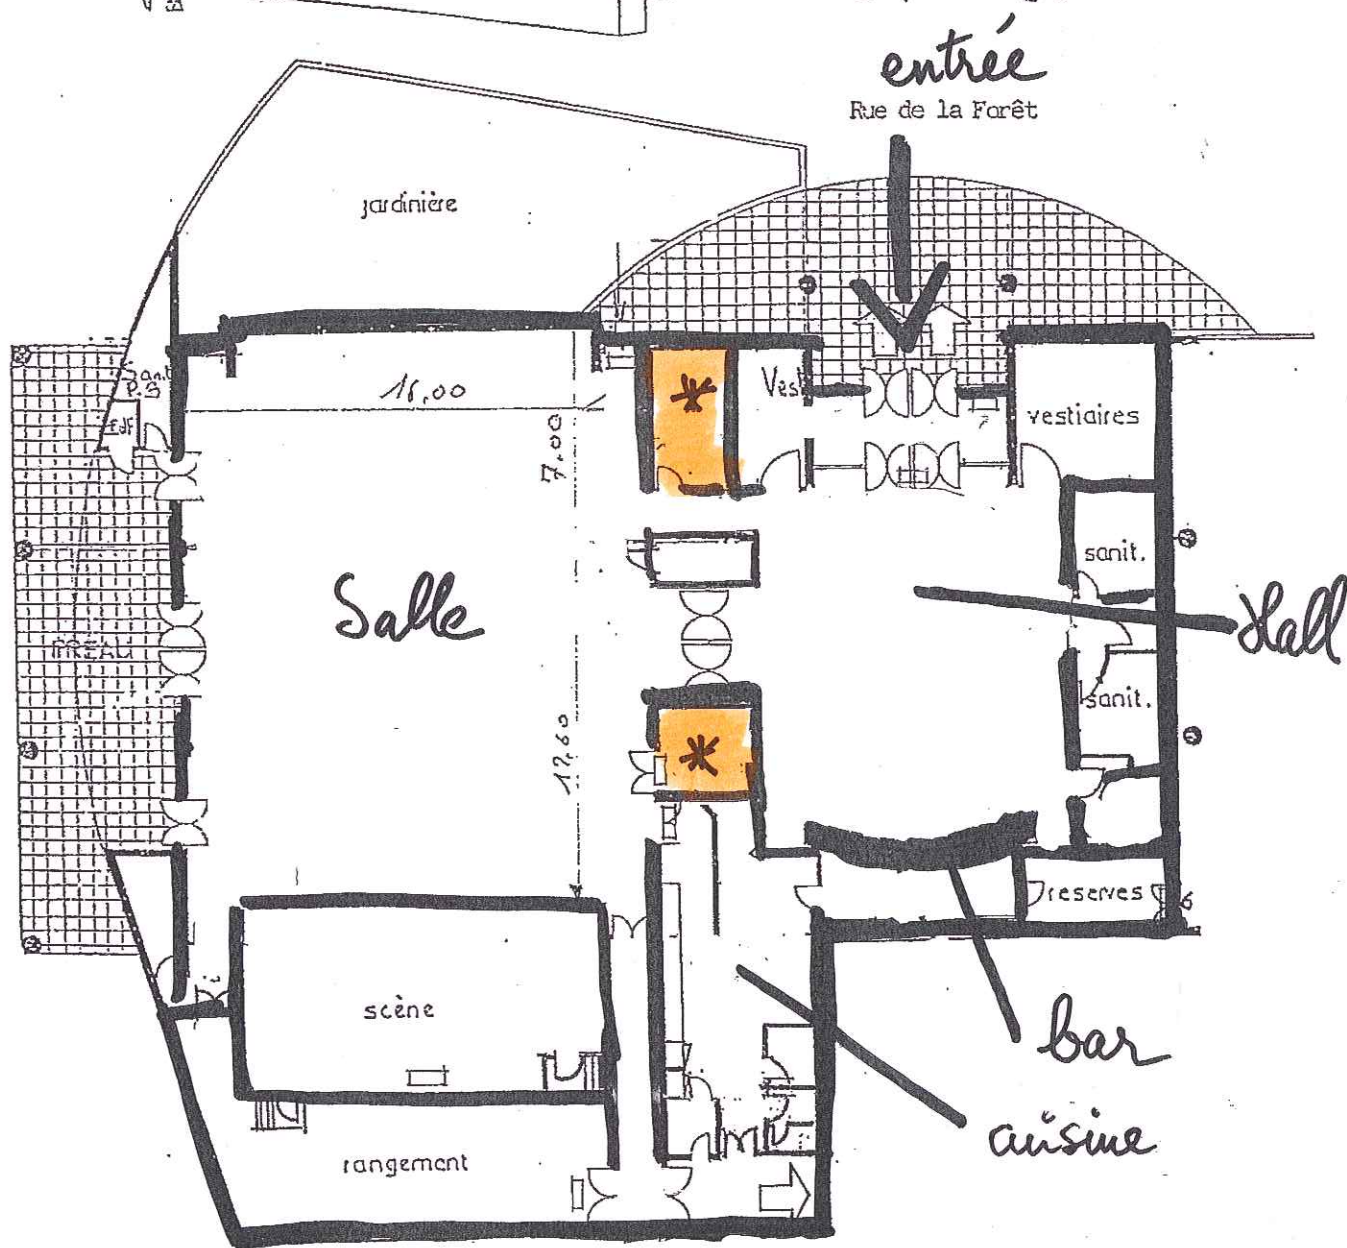 entrée
Rue de la Forêt
jardinière
Sanit
P.S
EdF
16,00
7,00
Vest
vestiaires
sanit.
Salle
Hall
PREAU
sanit.
12,60
reserves
scène
bar
cuisine
rangement